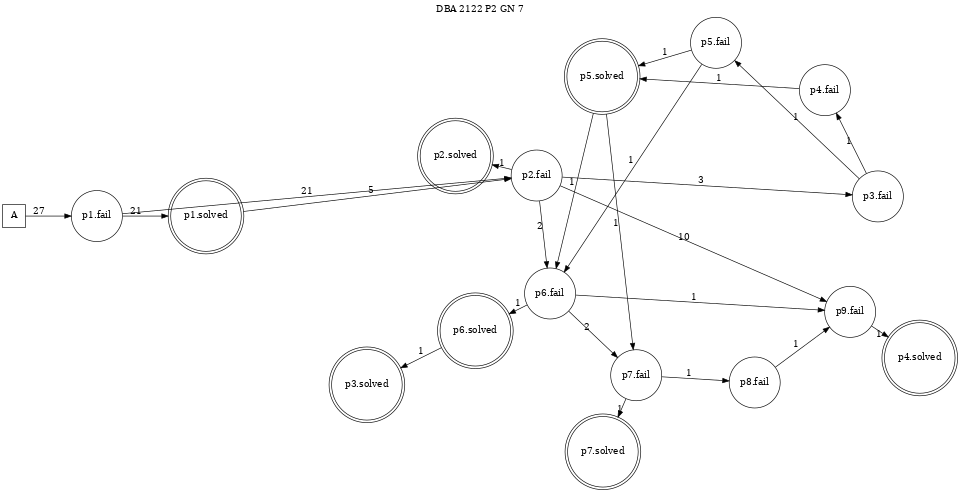 DBA 2122 P2 GN 7
p5.fail
1
p5.solved
1
p4.fail
1
1
p2.solved
1
p2.fail
1
1
3
p3.fail
21
5
A
27
p1.fail
21
p1.solved
2
1
10
p6.fail
1
1
p9.fail
p6.solved
2
1
1
p4.solved
1
p3.solved
p7.fail
1
p8.fail
1
p7.solved